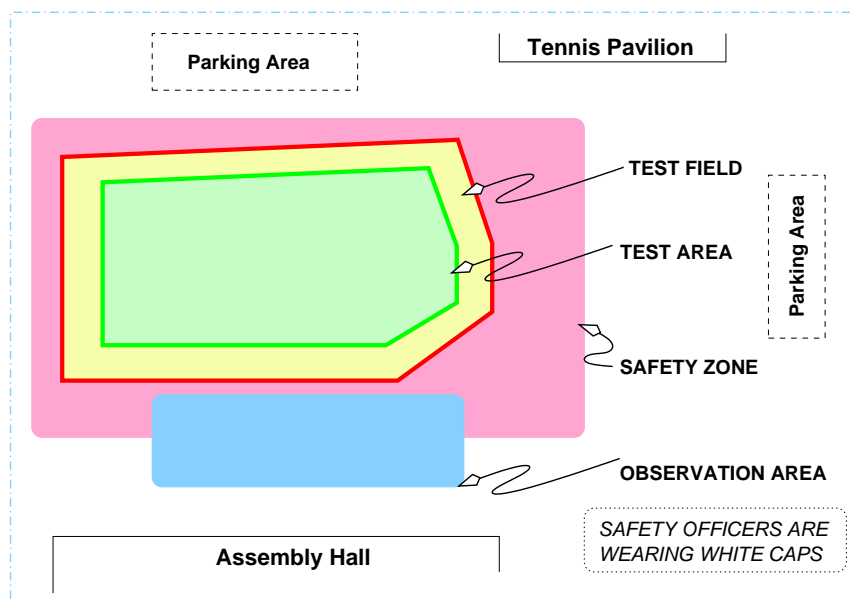 Tennis Pavilion
Parking Area
TEST FIELD
Parking Area
TEST AREA
SAFETY ZONE
OBSERVATION AREA
SAFETY OFFICERS ARE
WEARING WHITE CAPS
Assembly Hall